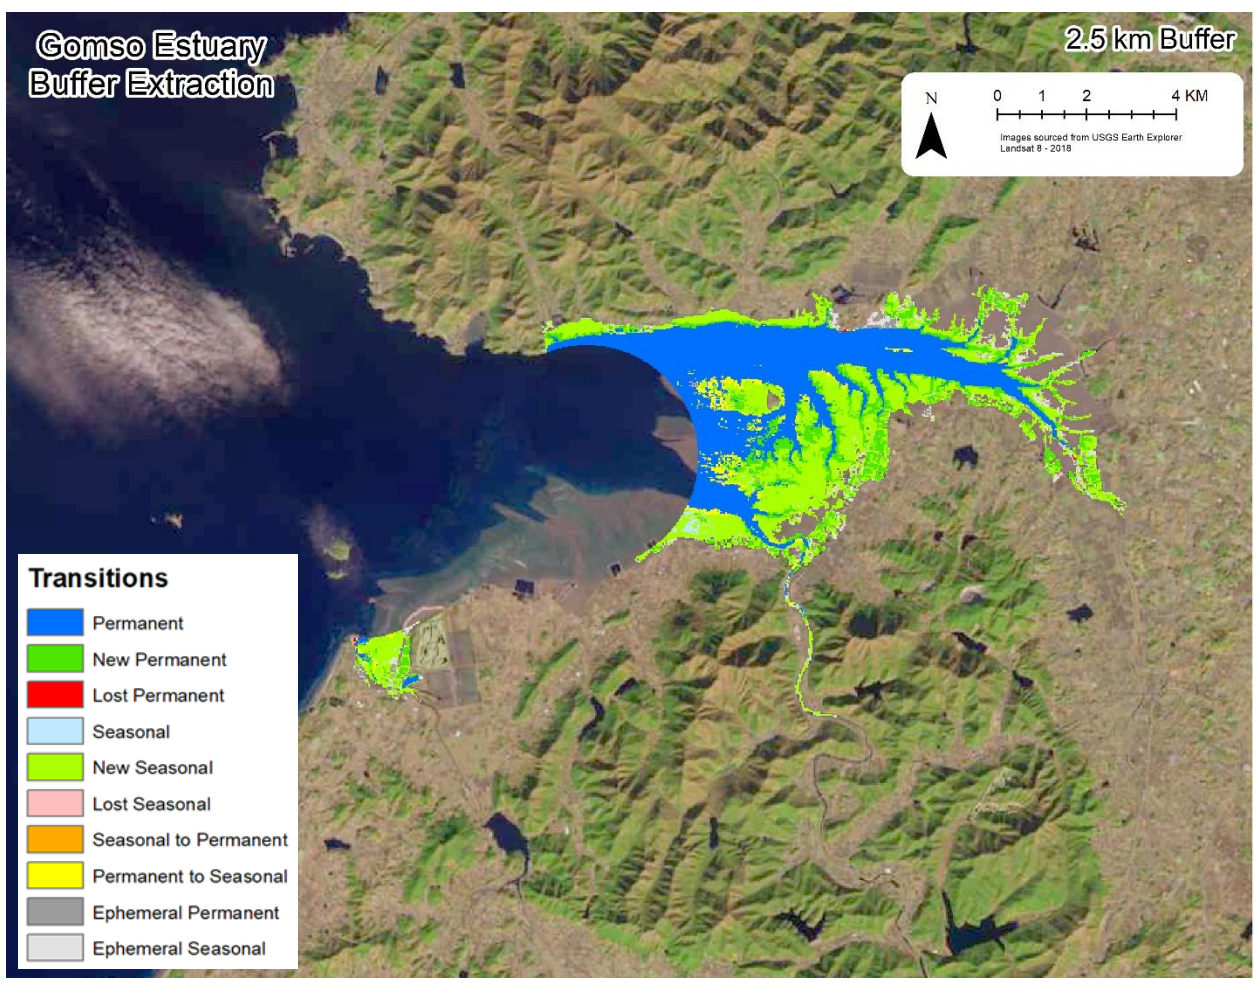 Gomso Estuary
Buffer Extraction
2.5 km Buffer
N
0 1 2 4 KM
Images sourced from USGS Earth Explorer
Landsat 8 - 2018
Transitions
Permanent
New Permanent
Lost Permanent
Seasonal
New Seasonal
Lost Seasonal
Seasonal to Permanent
Permanent to Seasonal
Ephemeral Permanent
Ephemeral Seasonal